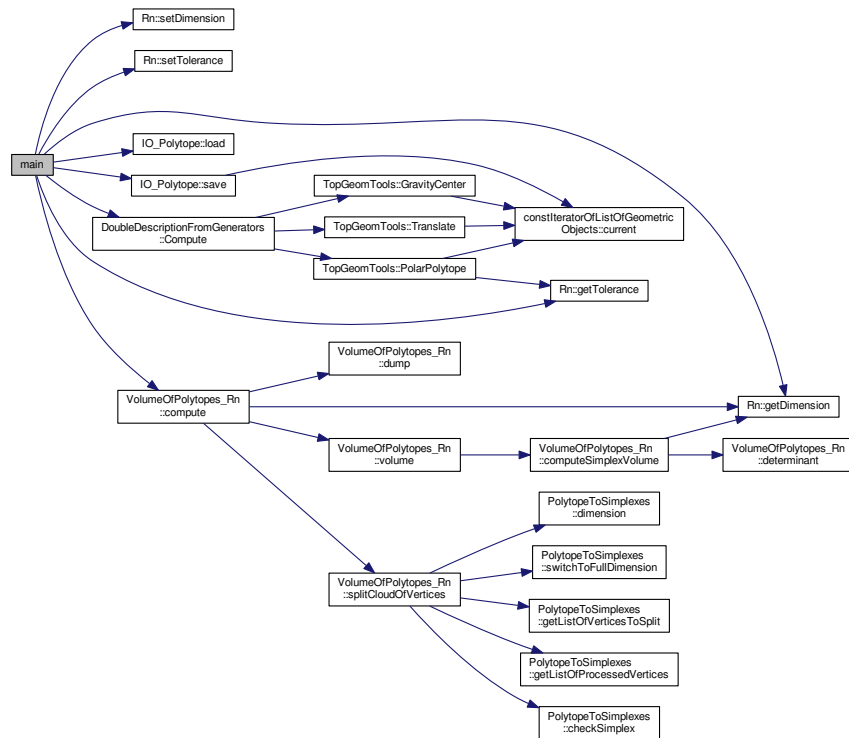 Rn::setDimension
Rn::setTolerance
main
IO_Polytope::load
IO_Polytope::save
DoubleDescriptionFromGenerators
::Compute
TopGeomTools::GravityCenter
TopGeomTools::Translate
TopGeomTools::PolarPolytope
constIteratorOfListOfGeometric
Objects::current
Rn::getTolerance
VolumeOfPolytopes_Rn
::compute
VolumeOfPolytopes_Rn
::dump
Rn::getDimension
VolumeOfPolytopes_Rn
::volume
VolumeOfPolytopes_Rn
::computeSimplexVolume
VolumeOfPolytopes_Rn
::determinant
VolumeOfPolytopes_Rn
::splitCloudOfVertices
PolytopeToSimplexes
::dimension
PolytopeToSimplexes
::switchToFullDimension
PolytopeToSimplexes
::getListOfVerticesToSplit
PolytopeToSimplexes
::getListOfProcessedVertices
PolytopeToSimplexes
::checkSimplex